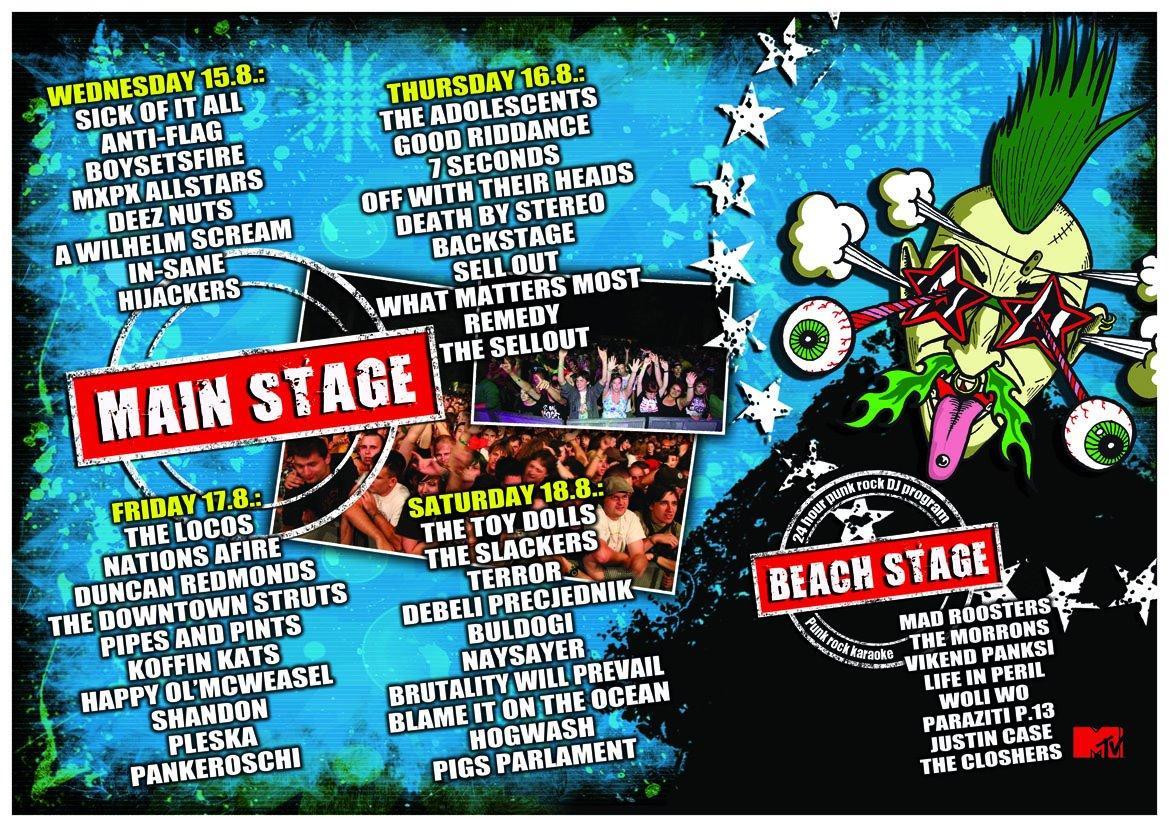 WEDNESDAY 15.8.:
SICK OF IT ALL
ANTI-FLAG
BOYSETSFIRE
MXPX ALLSTARS
DEEZ NUTS
A WILHELM SCREAM
IN-SANE
HIJACKERS
THURSDAY 16.8.:
THE ADOLESCENTS
GOOD RIDDANCE
7 SECONDS
OFF WITH THEIR HEADS
DEATH BY STEREO
BACKSTAGE
SELL OUT
WHAT MATTERS MOST
REMEDY
THE SELLOUT
MAIN STAGE
FRIDAY 17.8.:
THE LOCOS
NATIONS AFIRE
DUNCAN REDMONDS
THE DOWNTOWN STRUTS
PIPES AND PINTS
KOFFIN KATS
HAPPY OL'MCWEASEL
SHANDON
PLESKA
PANKEROSCHI
SATURDAY 18.8.:
THE TOY DOLLS
THE SLACKERS
TERROR
DEBELI PRECJEDNIK
BULDOGI
NAYSAYER
BRUTALITY WILL PREVAIL
BLAME IT ON THE OCEAN
HOGWASH
PIGS PARLAMENT
24 hour punk rock DJ program
BEACH STAGE
Punk rock karaoke
MAD ROOSTERS
THE MORRONS
VIKEND PANKSI
LIFE IN PERIL
WOLI WO
PARAZITI P.13
JUSTIN CASE
THE CLOSHERS
MTV